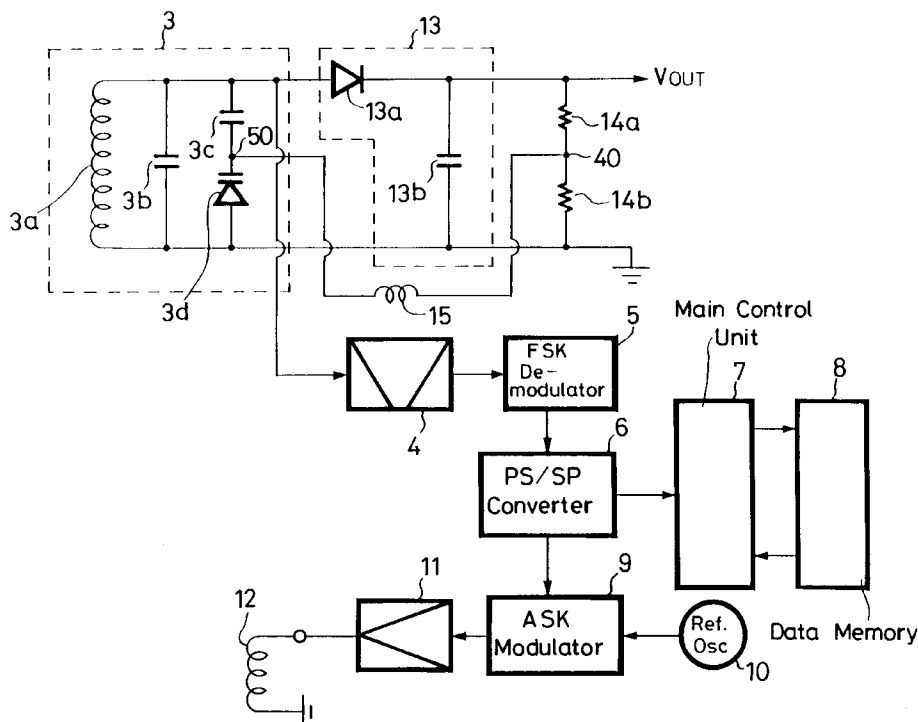 3
13
VOUT
13a
14a
3c
50
40
3b
13b
14b
3a
3d
15
5
Main Control
Unit
FSK
De-
modulator
7
8
4
6
PS/SP
Converter
11
9
12
ASK
Modulator
Ref.
Osc
Data Memory
10